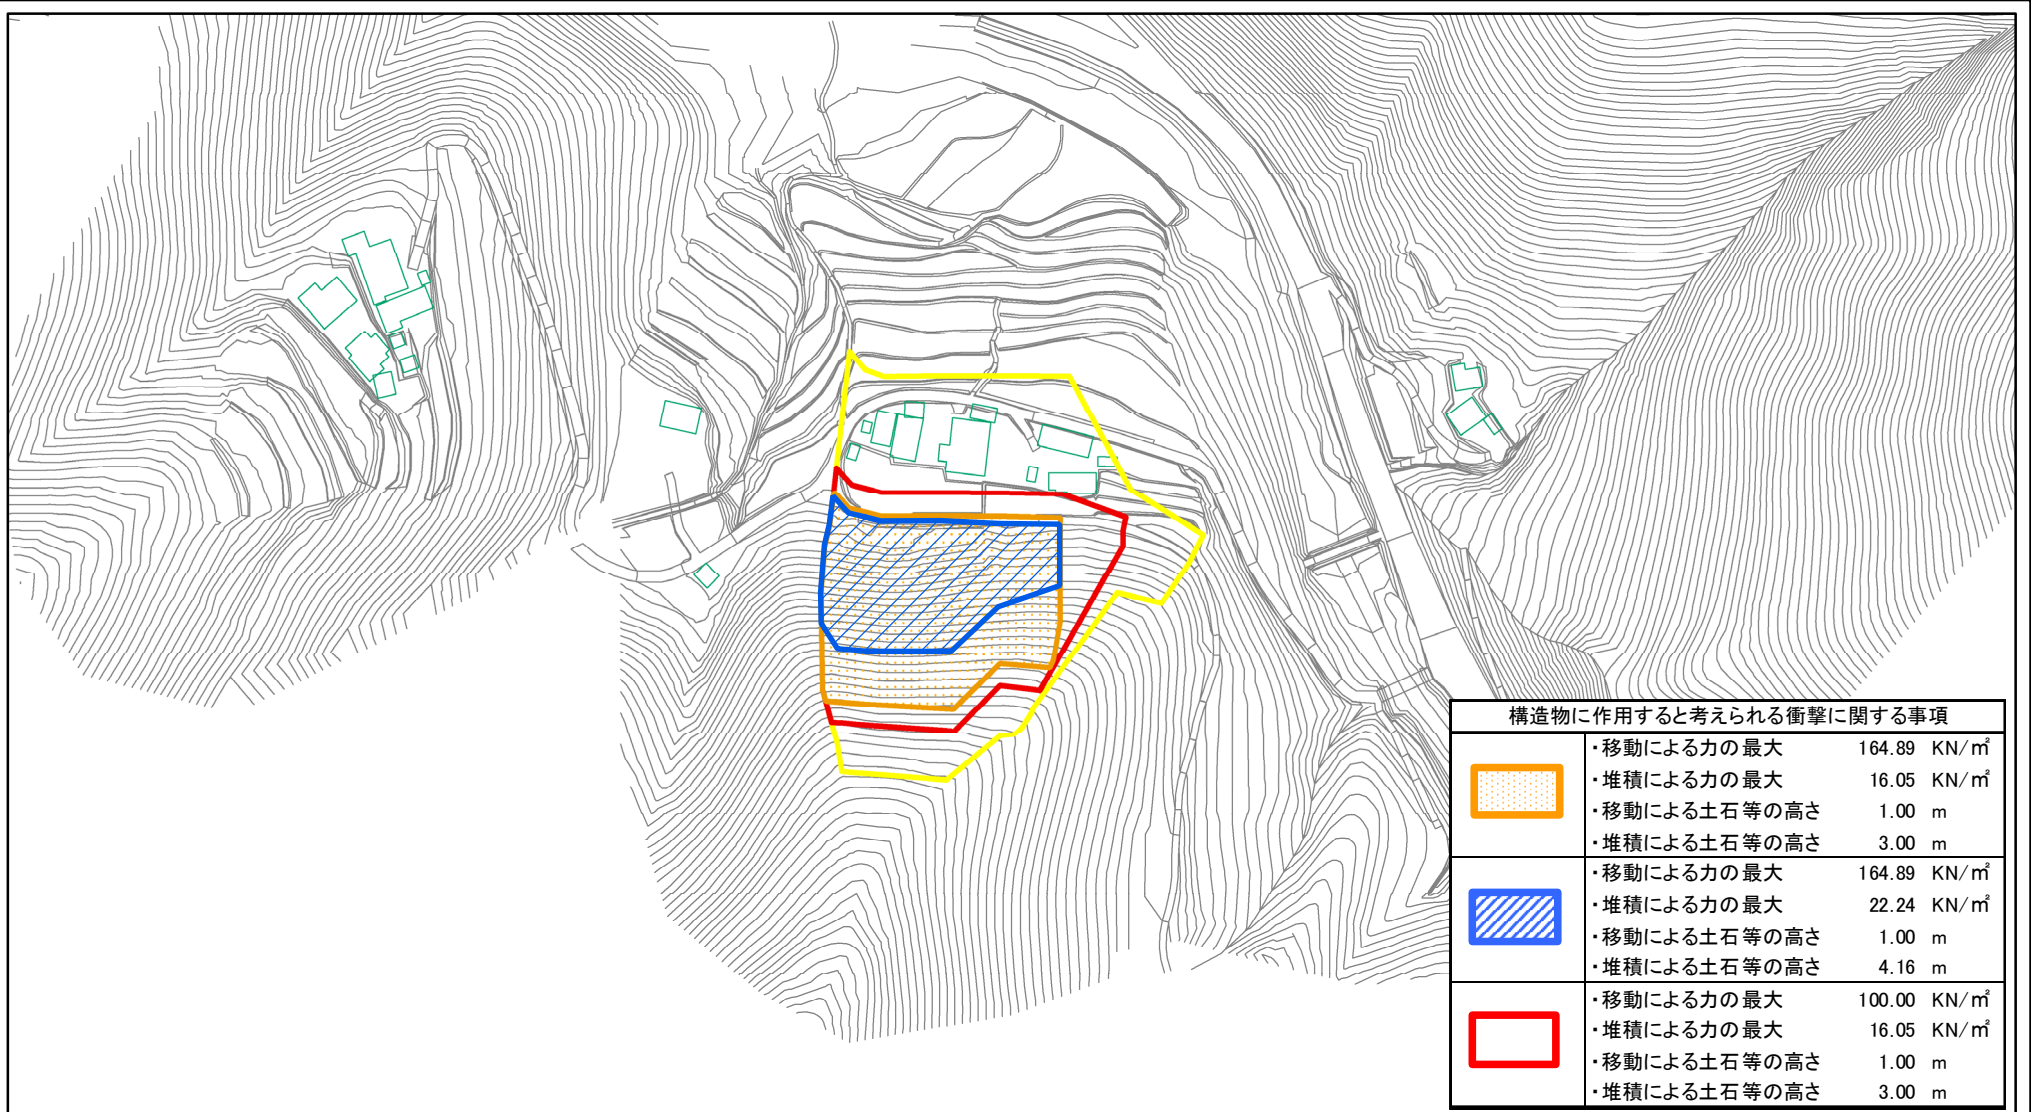 構造物に作用すると考えられる衝撃に関する事項
・移動による力の最大 164.89 KN/㎡
・堆積による力の最大 16.05 KN/㎡
・移動による土石等の高さ 1.00 m
・堆積による土石等の高さ 3.00 m
・移動による力の最大 164.89 KN/㎡
・堆積による力の最大 22.24 KN/㎡
・移動による土石等の高さ 1.00 m
・堆積による土石等の高さ 4.16 m
・移動による力の最大 100.00 KN/㎡
・堆積による力の最大 16.05 KN/㎡
・移動による土石等の高さ 1.00 m
・堆積による土石等の高さ 3.00 m